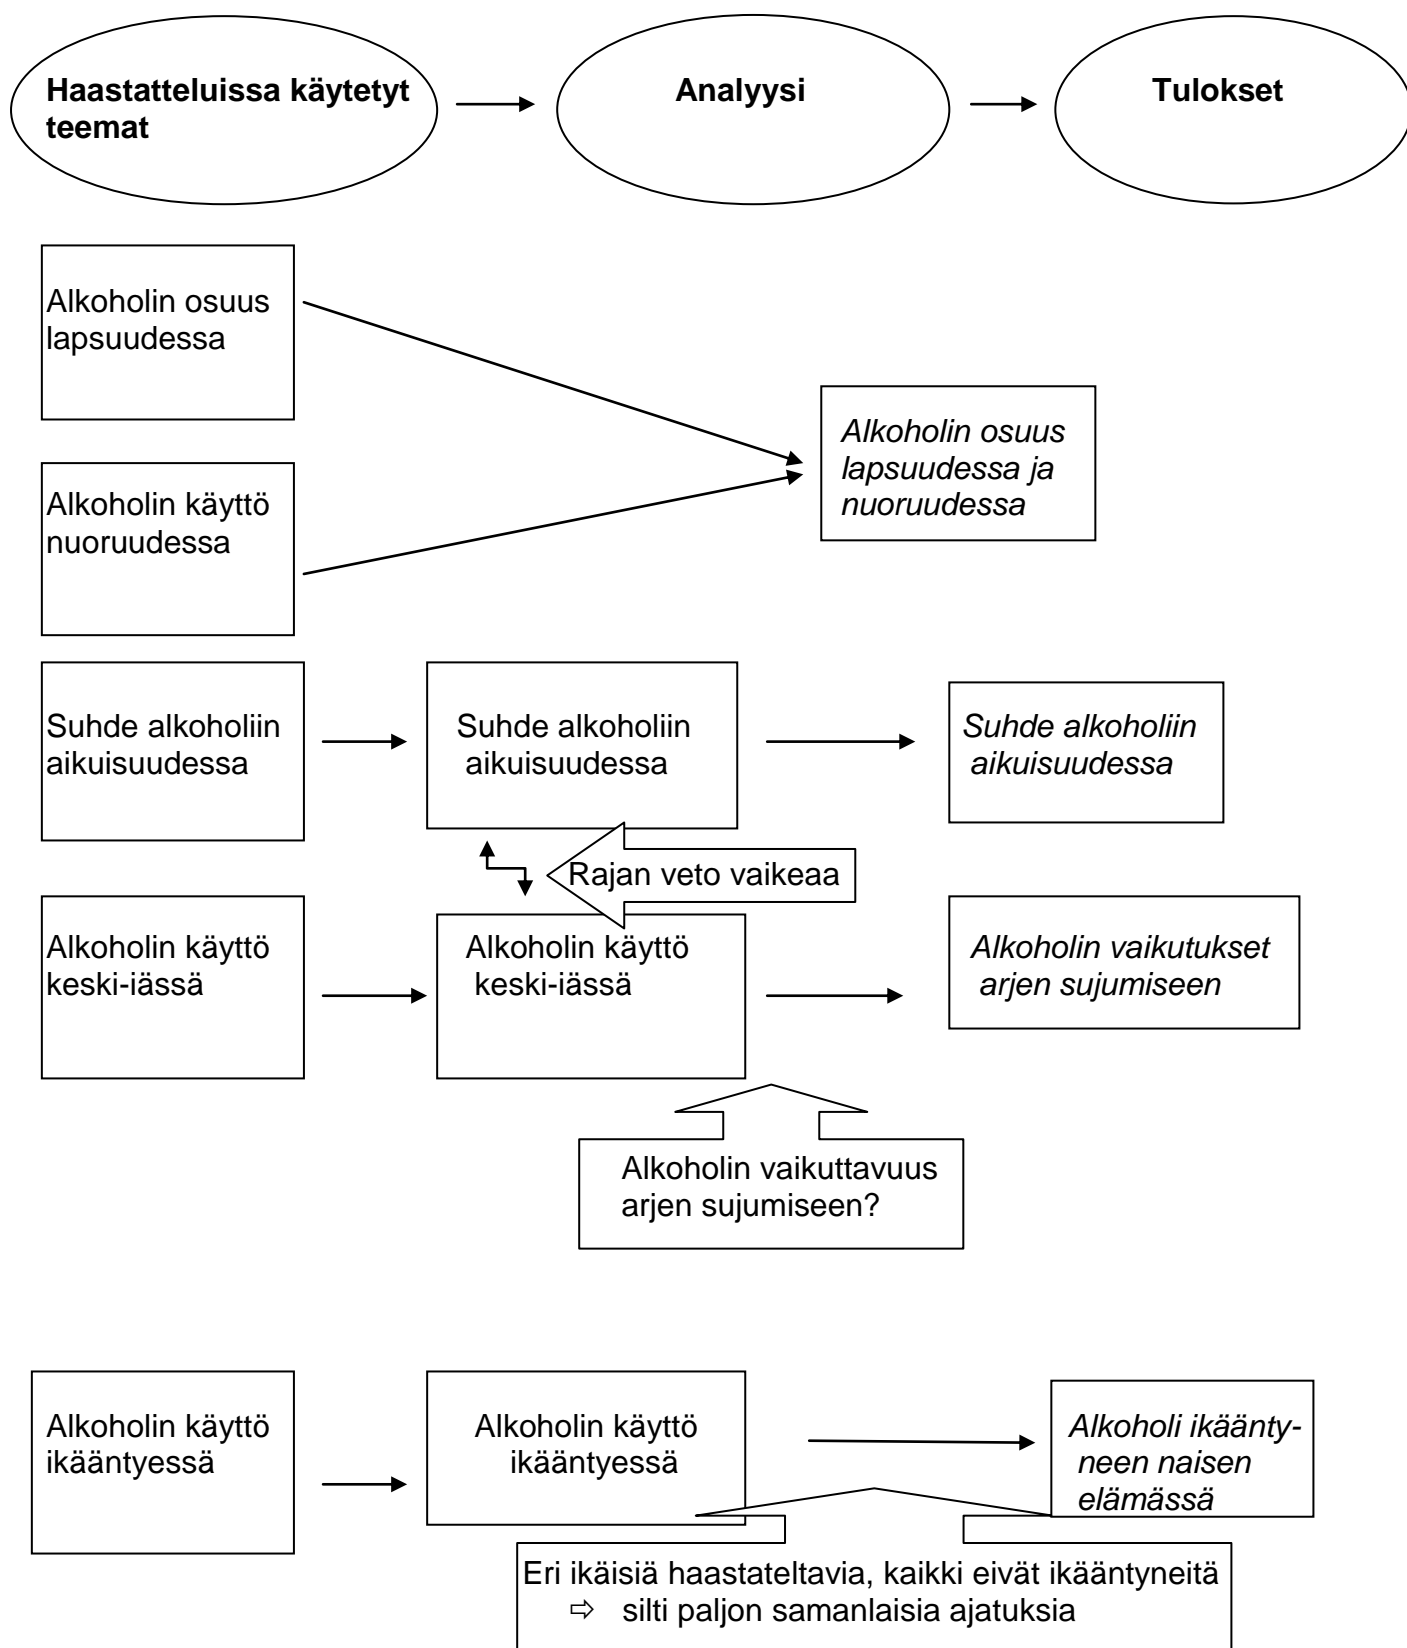 Haastatteluissa käytetyt
teemat
Analyysi
Tulokset
Alkoholin osuus
lapsuudessa
Alkoholin osuus
lapsuudessa ja
nuoruudessa
Alkoholin käyttö
nuoruudessa
Suhde alkoholiin
aikuisuudessa
Suhde alkoholiin
aikuisuudessa
Suhde alkoholiin
aikuisuudessa
Rajan veto vaikeaa
Alkoholin käyttö
keski-iässä
Alkoholin käyttö
keski-iässä
Alkoholin vaikutukset
arjen sujumiseen
Alkoholin vaikuttavuus
arjen sujumiseen?
Alkoholin käyttö
ikääntyessä
Alkoholin käyttö
ikääntyessä
Alkoholi ikäänty-
neen naisen
elämässä
Eri ikäisiä haastateltavia, kaikki eivät ikääntyneitä
⇨ silti paljon samanlaisia ajatuksia